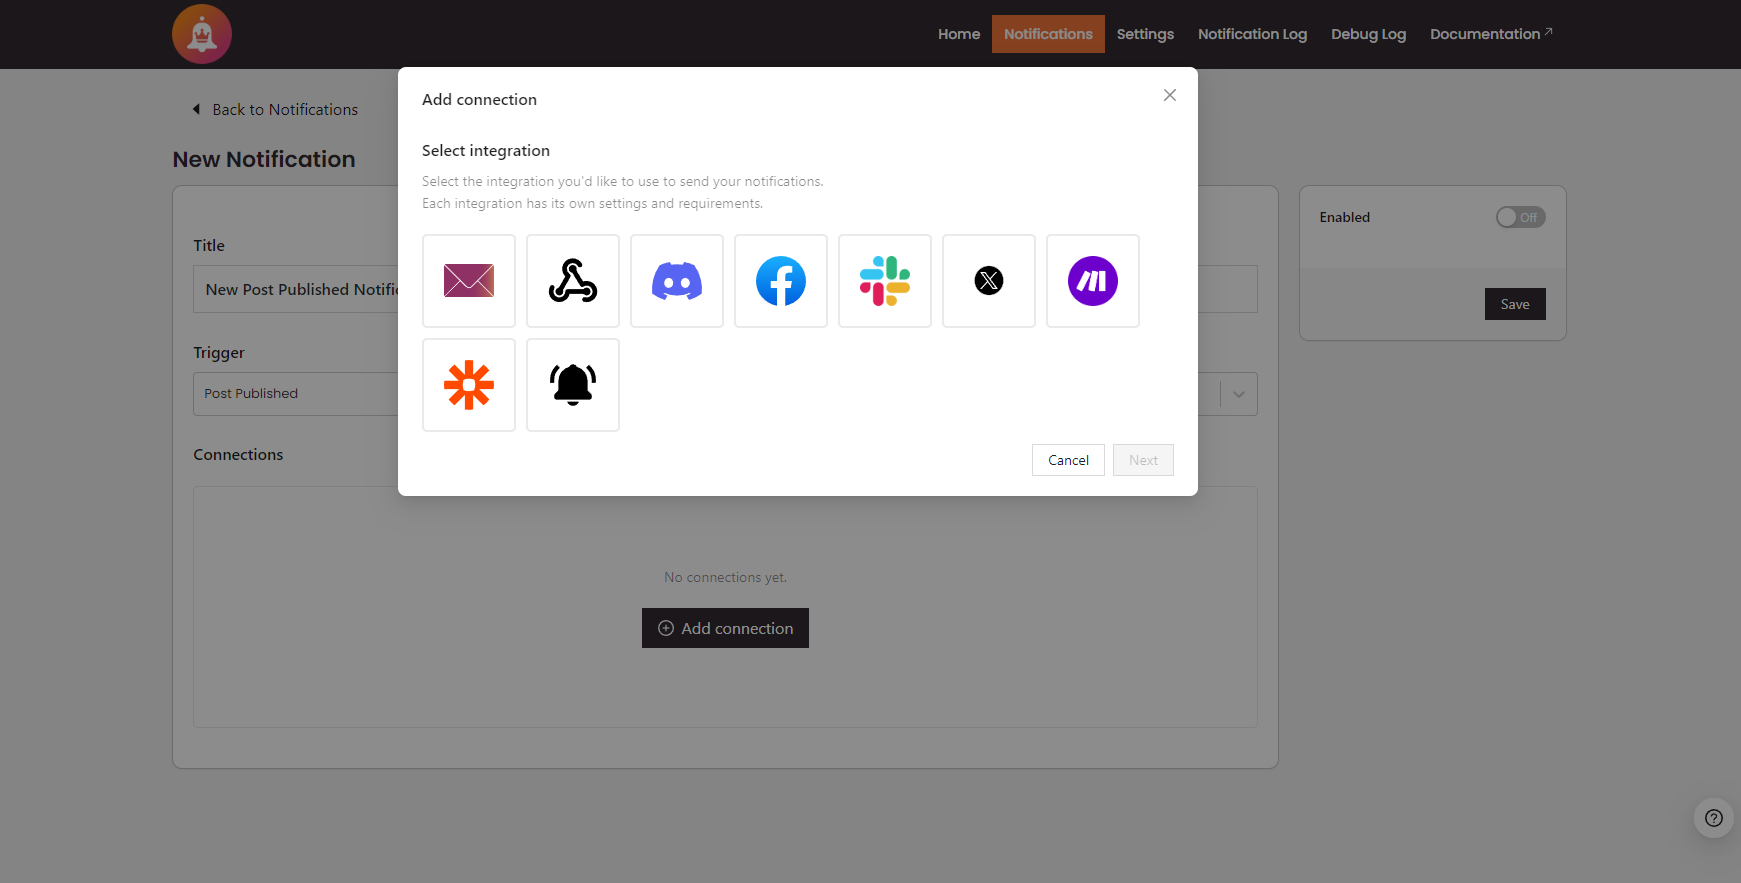 Home
Notifications
Settings
Notification Log
Debug Log
Documentation
Back to Notifications
New Notification
Title
New Post Published Notific
Trigger
Post Published
Connections
No connections yet.
Add connection
Enabled
Off
Save
Add connection
Select integration
Select the integration you'd like to use to send your notifications.
Each integration has its own settings and requirements.
Cancel
Next